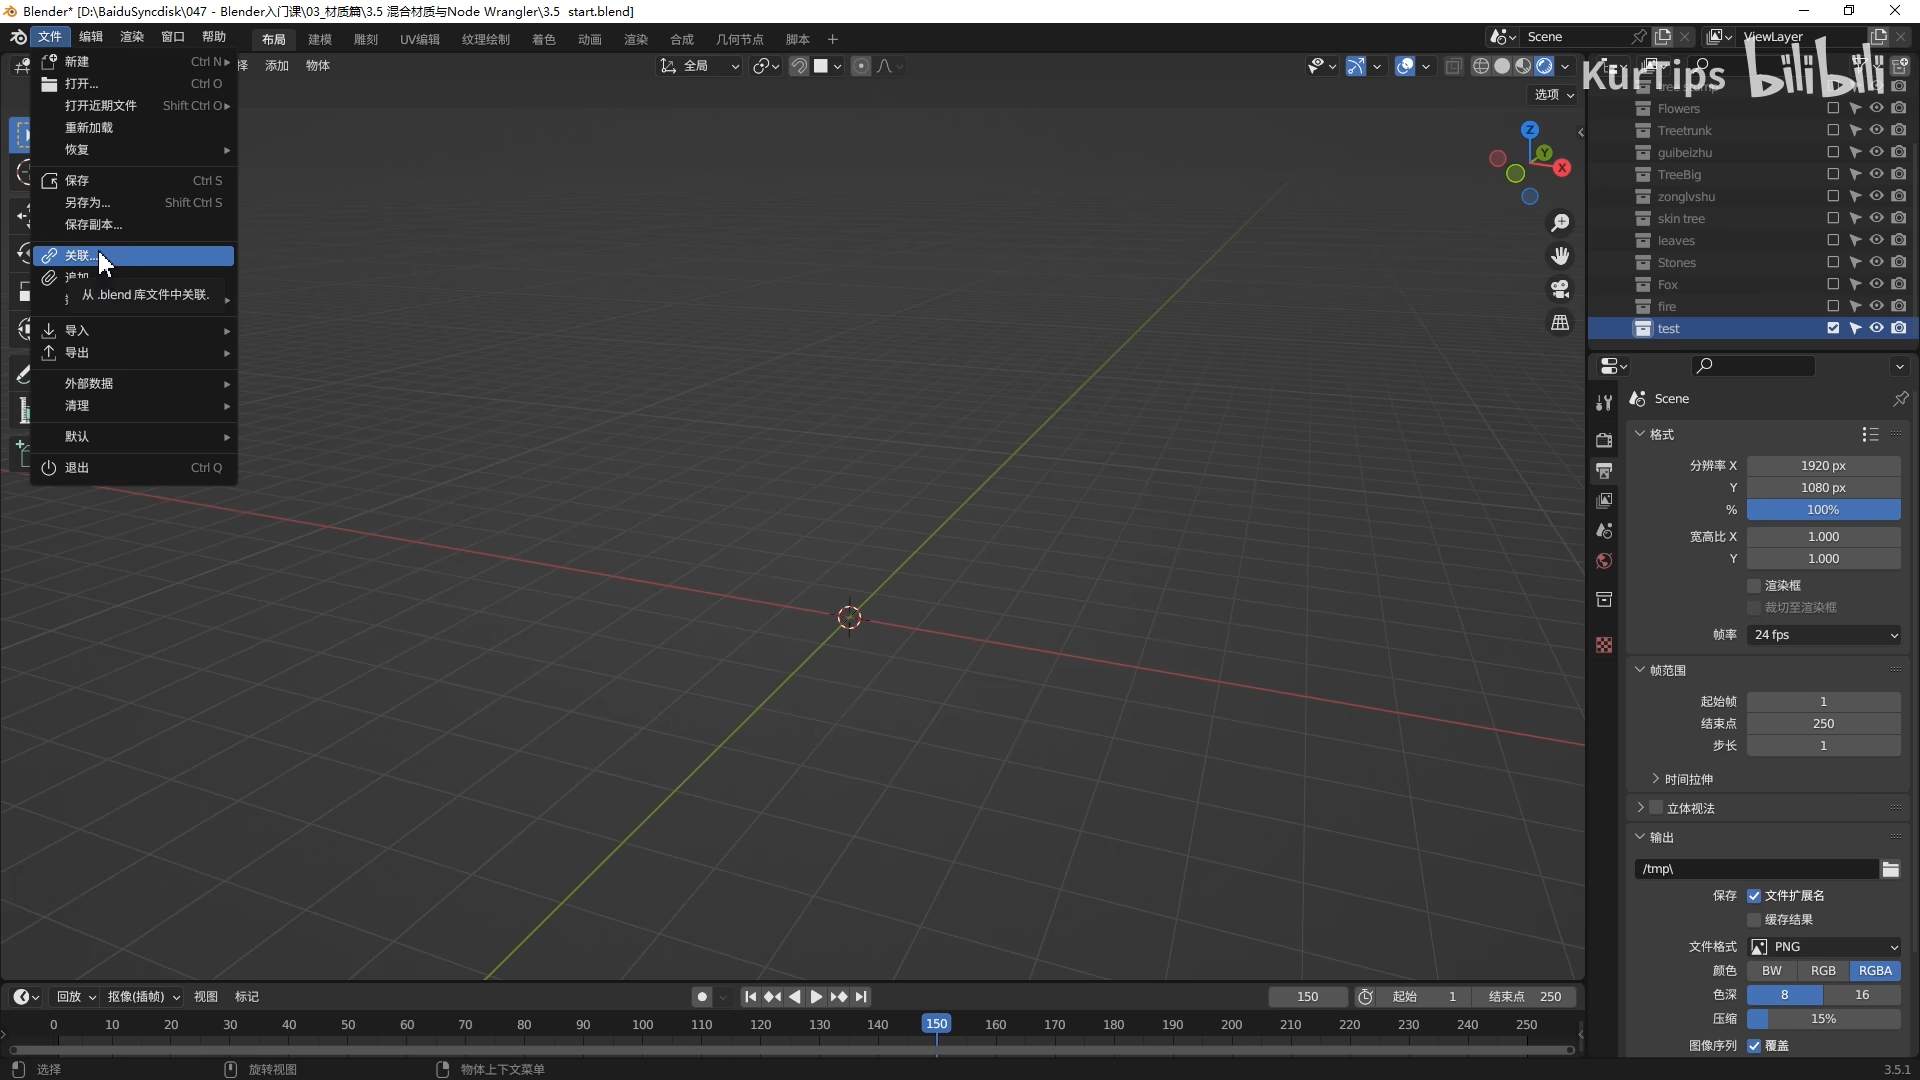 Blender* [D:\BaiduSyncdisk\047 - Blender入门课\03_材质篇\3.5 混合材质与Node Wrangler\3.5  start.blend]
文件 编辑 渲染 窗口 帮助 布局 建模 雕刻 UV编辑 纹理绘制 着色 动画 渲染 合成 几何节点 脚本 + Scene ViewLayer
择 添加 物体 全局
KurTips bilibili
选项
新建 Ctrl N
打开... Ctrl O
打开近期文件 Shift Ctrl O
重新加载
恢复
保存 Ctrl S
另存为... Shift Ctrl S
保存副本...
关联...
追加
从 .blend 库文件中关联.
导入
导出
外部数据
清理
默认
退出 Ctrl Q
Z
Y
X
Flowers
Treetrunk
guibeizhu
TreeBig
zonglvshu
skin tree
leaves
Stones
Fox
fire
test
Scene
格式
分辨率 X 1920 px
Y 1080 px
% 100%
宽高比 X 1.000
Y 1.000
渲染框
裁切至渲染框
帧率 24 fps
帧范围
起始帧 1
结束点 250
步长 1
时间拉伸
立体视法
输出
/tmp\
保存 文件扩展名
缓存结果
文件格式 PNG
颜色 BW RGB RGBA
色深 8 16
压缩 15%
图像序列 覆盖
回放 抠像(插帧) 视图 标记 150 起始 1 结束点 250
0 10 20 30 40 50 60 70 80 90 100 110 120 130 140 150 160 170 180 190 200 210 220 230 240 250
选择 旋转视图 物体上下文菜单 3.5.1